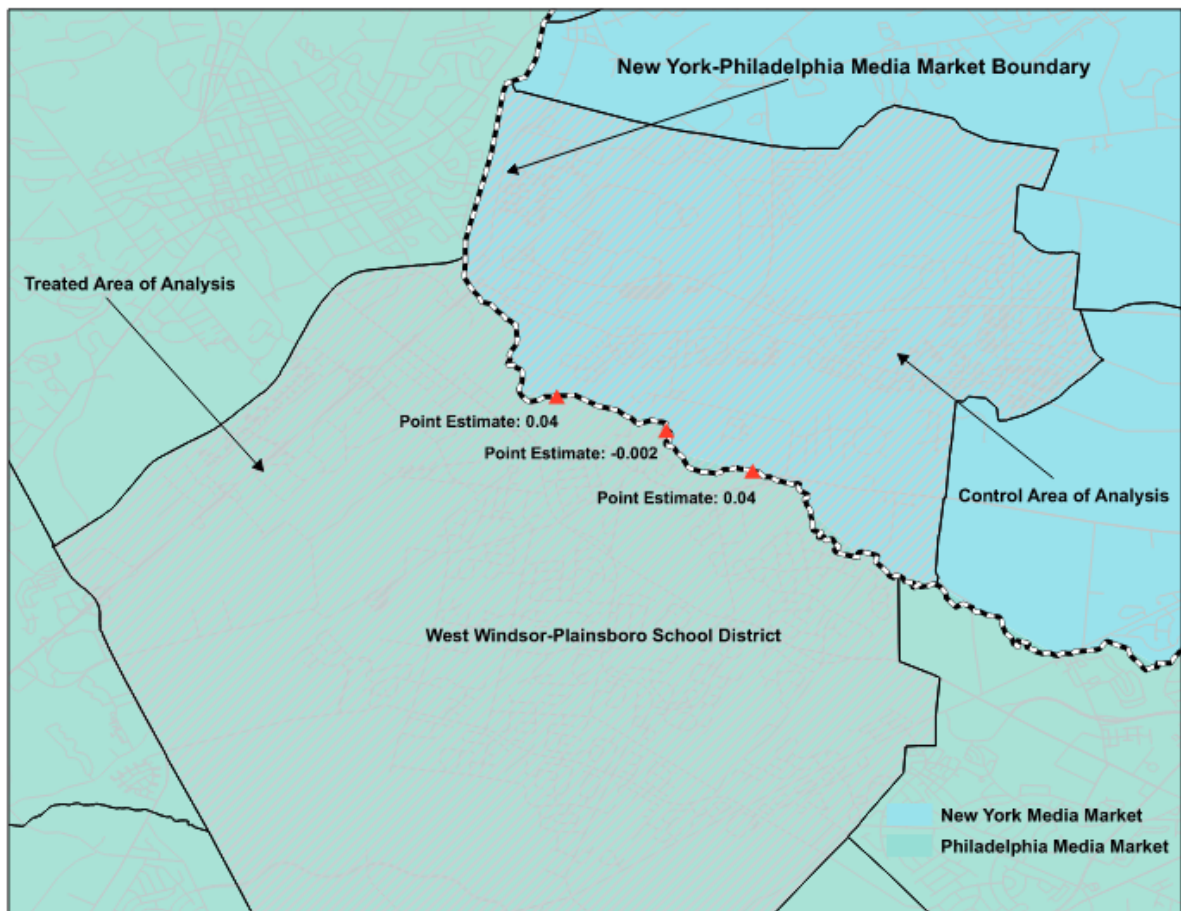 New York-Philadelphia Media Market Boundary
Treated Area of Analysis
Point Estimate: 0.04
Point Estimate: -0.002
Point Estimate: 0.04
Control Area of Analysis
West Windsor-Plainsboro School District
New York Media Market
Philadelphia Media Market